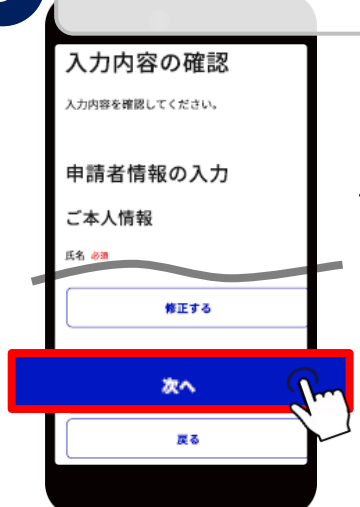 入力内容の確認
入力内容を確認してください。
申請者情報の入力
ご本人情報
氏名 必須
修正する
次へ
戻る